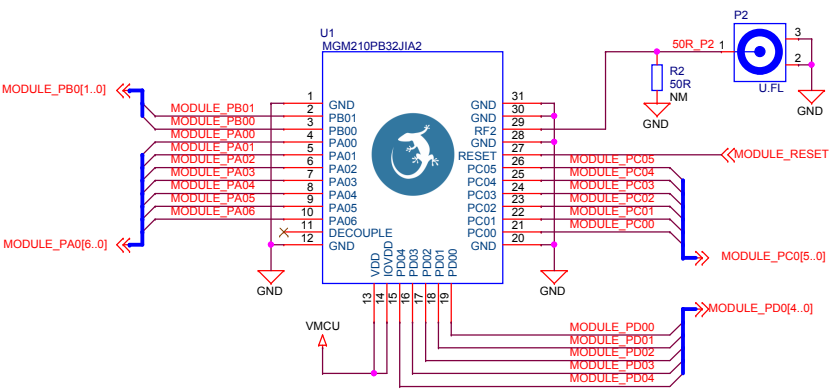 U1
MGM210PB32JIA2
P2
50R_P2
1
3
2
U.FL
GND
R2
50R
NM
GND
MODULE_PB0[1..0]
MODULE_PB01
MODULE_PB00
MODULE_PA00
MODULE_PA01
MODULE_PA02
MODULE_PA03
MODULE_PA04
MODULE_PA05
MODULE_PA06
MODULE_PA0[6..0]
1 GND
2 PB01
3 PB00
4 PA00
5 PA01
6 PA02
7 PA03
8 PA04
9 PA05
10 PA06
11 DECOUPLE
12 GND
GND
GND 31
GND 30
RF2 29
GND 28
RESET 27
PC05 26
PC04 25
PC03 24
PC02 23
PC01 22
PC00 21
GND 20
GND
MODULE_RESET
MODULE_PC05
MODULE_PC04
MODULE_PC03
MODULE_PC02
MODULE_PC01
MODULE_PC00
MODULE_PC0[5..0]
VDD IOVDD PD04 PD03 PD02 PD01 PD00
13 14 15 16 17 18 19
VMCU
MODULE_PD0[4..0]
MODULE_PD00
MODULE_PD01
MODULE_PD02
MODULE_PD03
MODULE_PD04